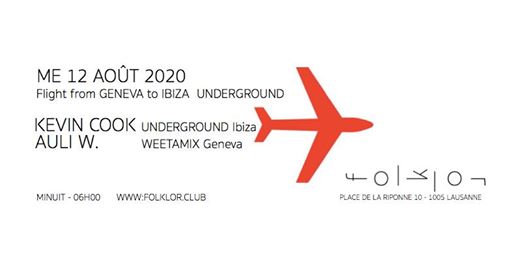 ME 12 AOÛT 2020
Flight from GENEVA to IBIZA UNDERGROUND
KEVIN COOK UNDERGROUND Ibiza
AULI W. WEETAMIX Geneva
folklor
PLACE DE LA RIPONNE 10 - 1005 LAUSANNE
MINUIT - 06H00 WWW:FOLKLOR.CLUB